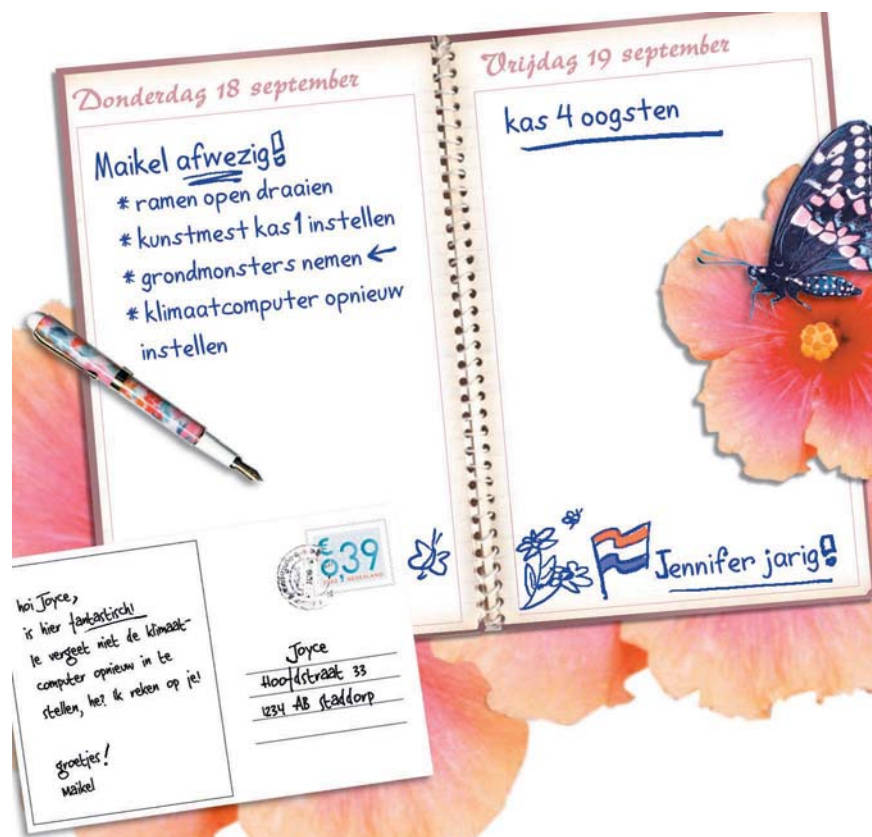 Donderdag 18 september
Maikel afwezig!
* ramen open draaien
* kunstmest kas 1 instellen
* grondmonsters nemen ←
* klimaatcomputer opnieuw
instellen
Vrijdag 19 september
kas 4 oogsten
Jennifer jarig!
hoi Joyce,
is hier fantastisch!
Je vergeet niet de klimaat-
computer opnieuw in te
stellen, he? Ik reken op je!
groetjes!
Maikel
€ 0,39
NEDERLAND
Joyce
Hoofdstraat 33
1234 AB Staddorp